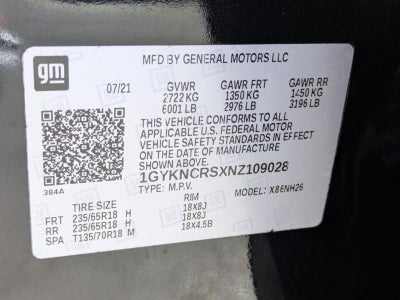 gm
MFD BY GENERAL MOTORS LLC
07/21 GVWR GAWR FRT GAWR RR
2722 KG 1350 KG 1450 KG
6001 LB 2976 LB 3196 LB
THIS VEHICLE CONFORMS TO ALL
APPLICABLE U.S. FEDERAL MOTOR
VEHICLE SAFETY STANDARDS IN
EFFECT ON THE DATE OF MANUFACTURE
SHOWN ABOVE.
384A
1GYKNCRSXNZ109028
TYPE: M.P.V. MODEL: X86NH26
TIRE SIZE RIM
FRT 235/65R18 H 18X8J
RR 235/65R18 H 18X8J
SPA T135/70R18 M 18X4.5B